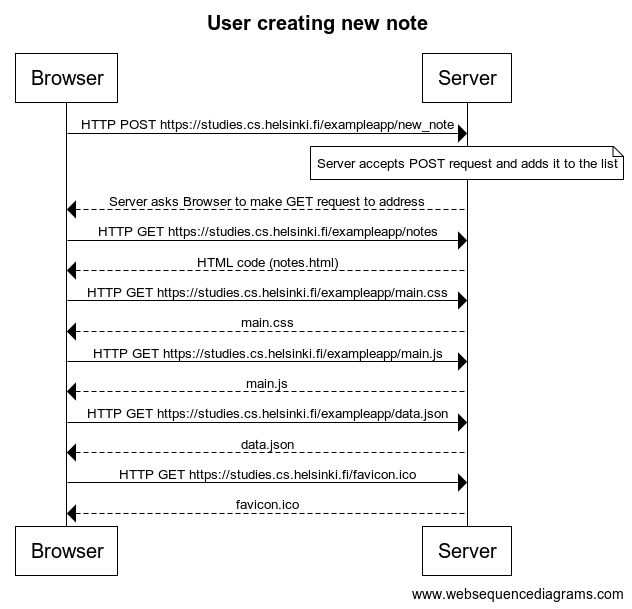 User creating new note
Browser
Server
HTTP POST https://studies.cs.helsinki.fi/exampleapp/new_note
Server accepts POST request and adds it to the list
Server asks Browser to make GET request to address
HTTP GET https://studies.cs.helsinki.fi/exampleapp/notes
HTML code (notes.html)
HTTP GET https://studies.cs.helsinki.fi/exampleapp/main.css
main.css
HTTP GET https://studies.cs.helsinki.fi/exampleapp/main.js
main.js
HTTP GET https://studies.cs.helsinki.fi/exampleapp/data.json
data.json
HTTP GET https://studies.cs.helsinki.fi/favicon.ico
favicon.ico
Browser
Server
www.websequencediagrams.com